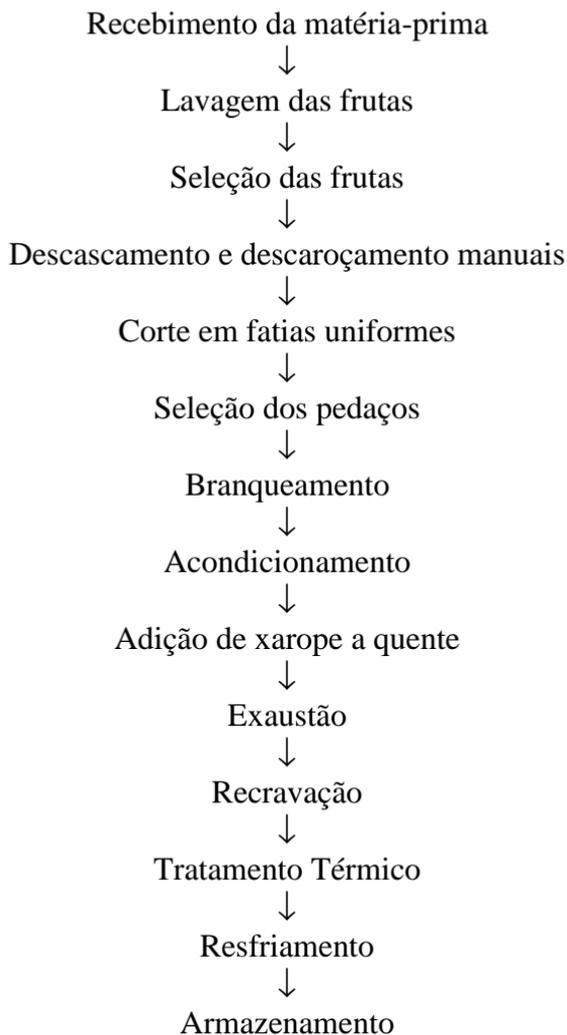 Recebimento da matéria-prima
↓
Lavagem das frutas
↓
Seleção das frutas
↓
Descascamento e descaroçamento manuais
↓
Corte em fatias uniformes
↓
Seleção dos pedaços
↓
Branqueamento
↓
Acondicionamento
↓
Adição de xarope a quente
↓
Exaustão
↓
Recravação
↓
Tratamento Térmico
↓
Resfriamento
↓
Armazenamento